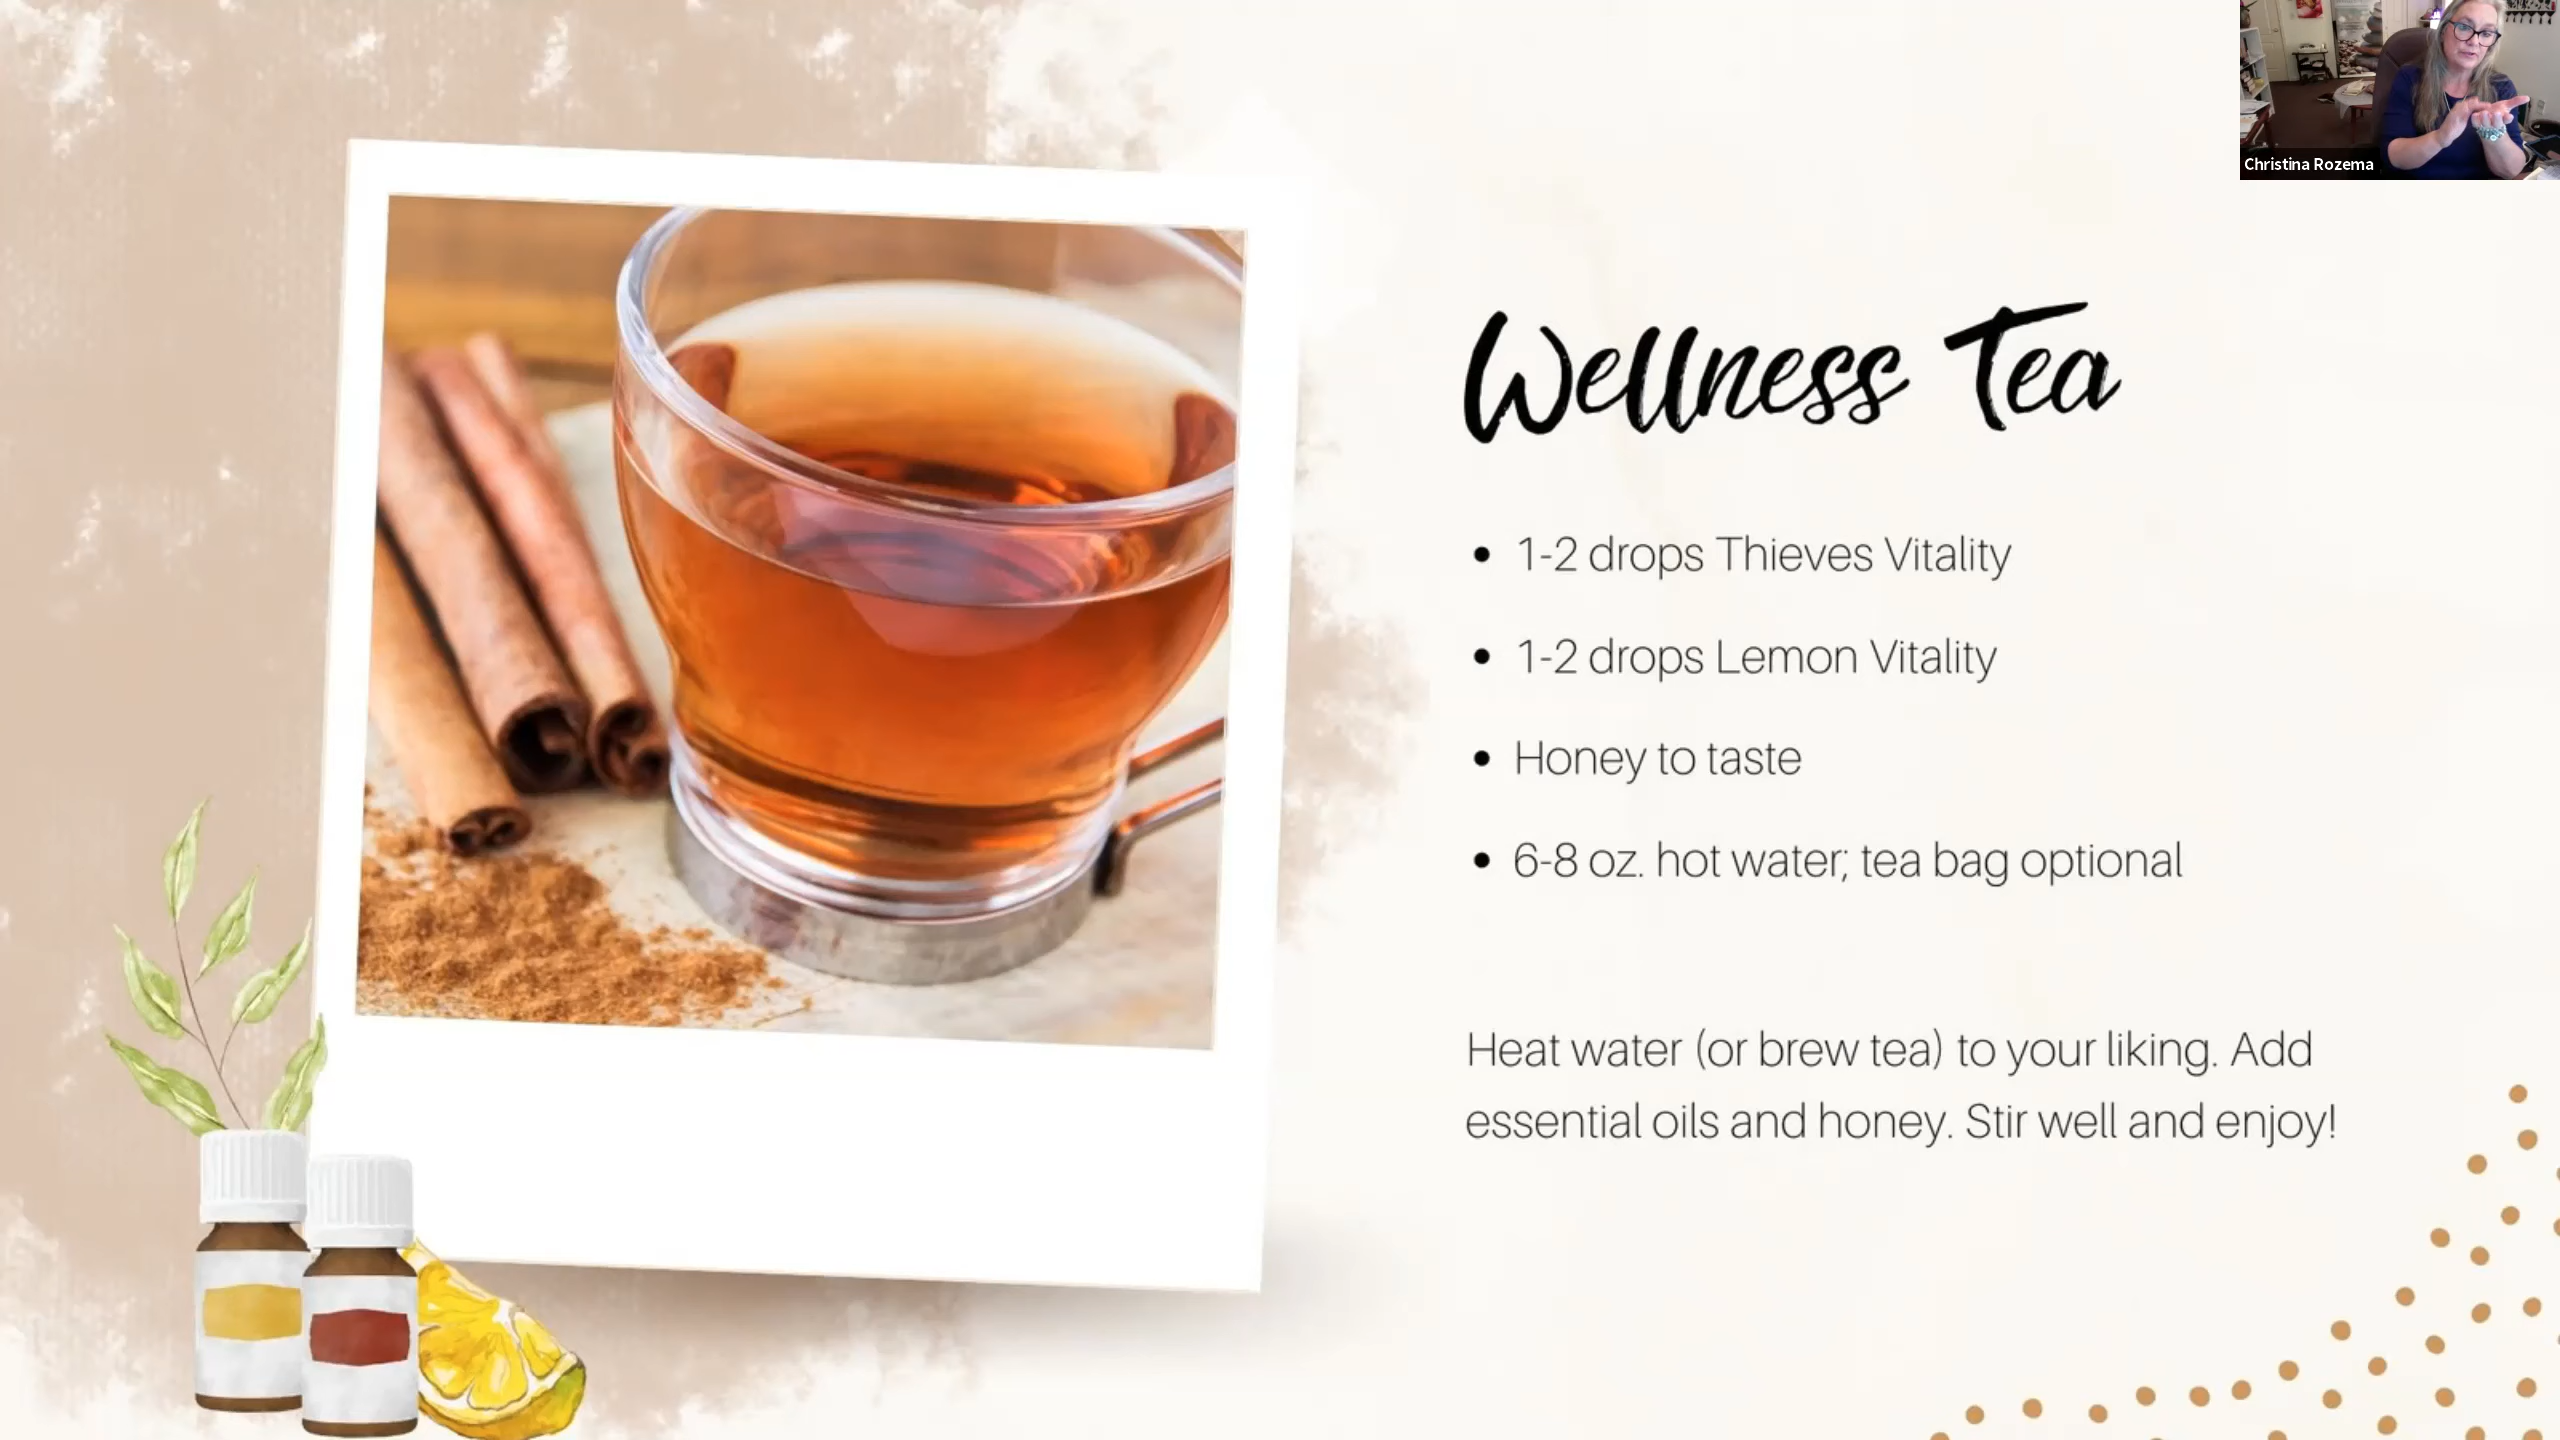 Christina Rozema
Wellness Tea
• 1-2 drops Thieves Vitality
• 1-2 drops Lemon Vitality
• Honey to taste
• 6-8 oz. hot water; tea bag optional
Heat water (or brew tea) to your liking. Add
essential oils and honey. Stir well and enjoy!